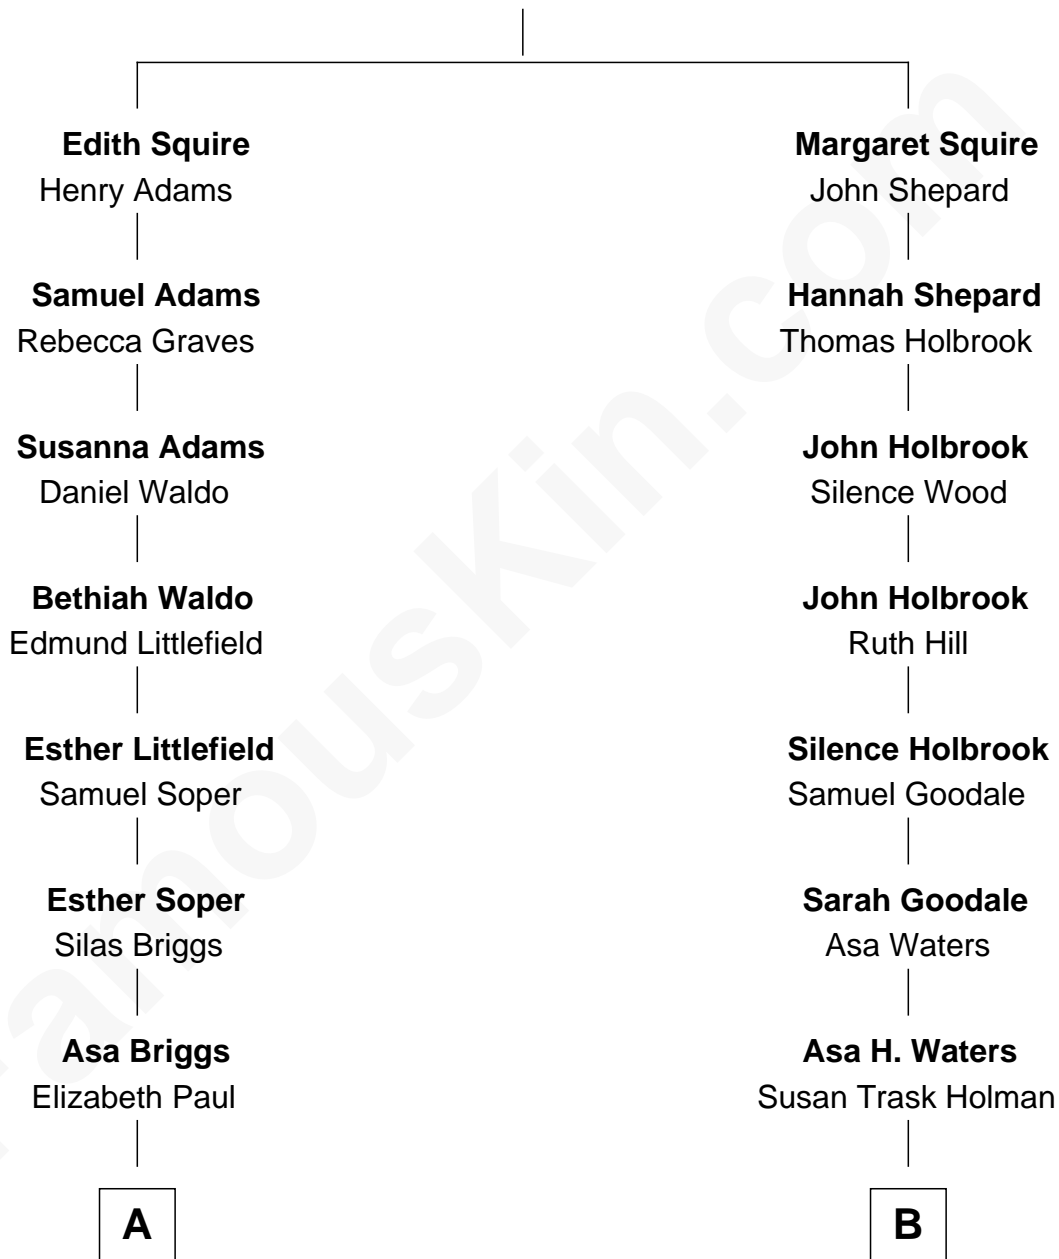 Edith Squire
Henry Adams
Margaret Squire
John Shepard
Samuel Adams
Rebecca Graves
Hannah Shepard
Thomas Holbrook
Susanna Adams
Daniel Waldo
John Holbrook
Silence Wood
Bethiah Waldo
Edmund Littlefield
John Holbrook
Ruth Hill
Esther Littlefield
Samuel Soper
Silence Holbrook
Samuel Goodale
Esther Soper
Silas Briggs
Sarah Goodale
Asa Waters
Asa Briggs
Elizabeth Paul
Asa H. Waters
Susan Trask Holman
A
B
FamousKin.com